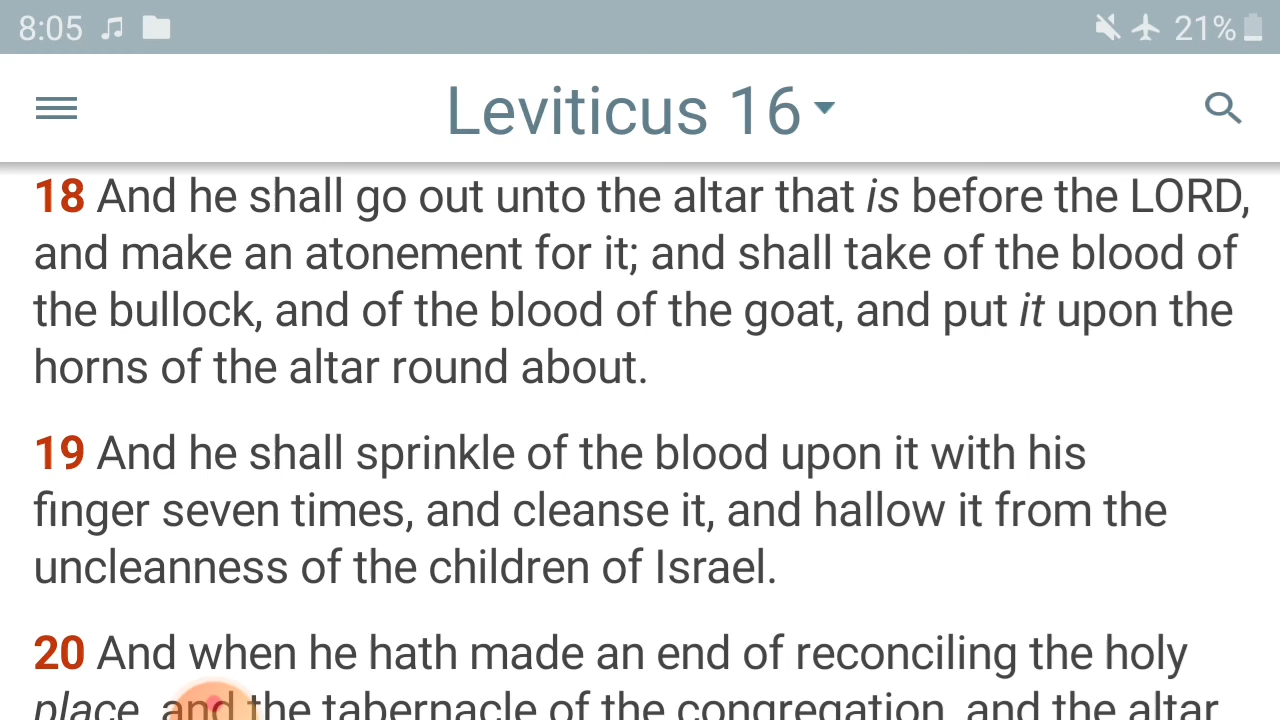 8:05 21%
Leviticus 16
18 And he shall go out unto the altar that is before the LORD,
and make an atonement for it; and shall take of the blood of
the bullock, and of the blood of the goat, and put it upon the
horns of the altar round about.
19 And he shall sprinkle of the blood upon it with his
finger seven times, and cleanse it, and hallow it from the
uncleanness of the children of Israel.
20 And when he hath made an end of reconciling the holy
place, and the tabernacle of the congregation, and the altar,